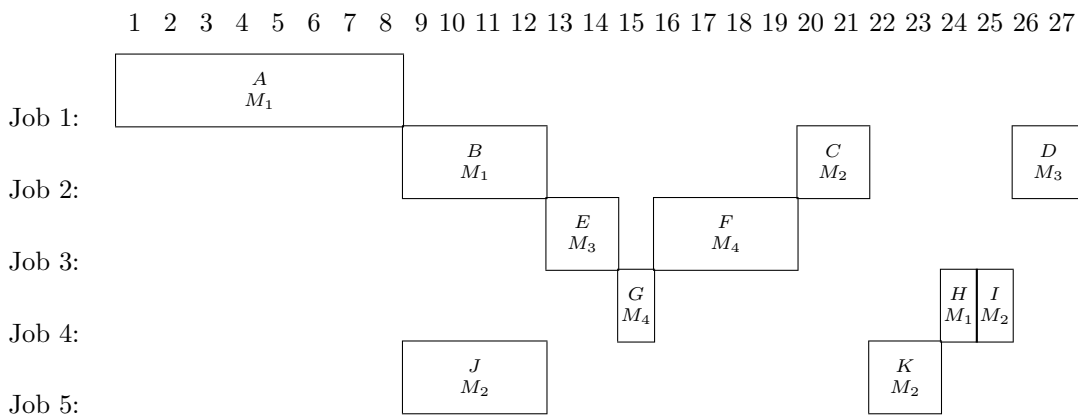 1 2 3 4 5 6 7 8 9 10 11 12 13 14 15 16 17 18 19 20 21 22 23 24 25 26 27
A
M1
Job 1:
B
M1
C
M2
D
M3
Job 2:
E
M3
F
M4
Job 3:
G
M4
H
M1
I
M2
Job 4:
J
M2
K
M2
Job 5: